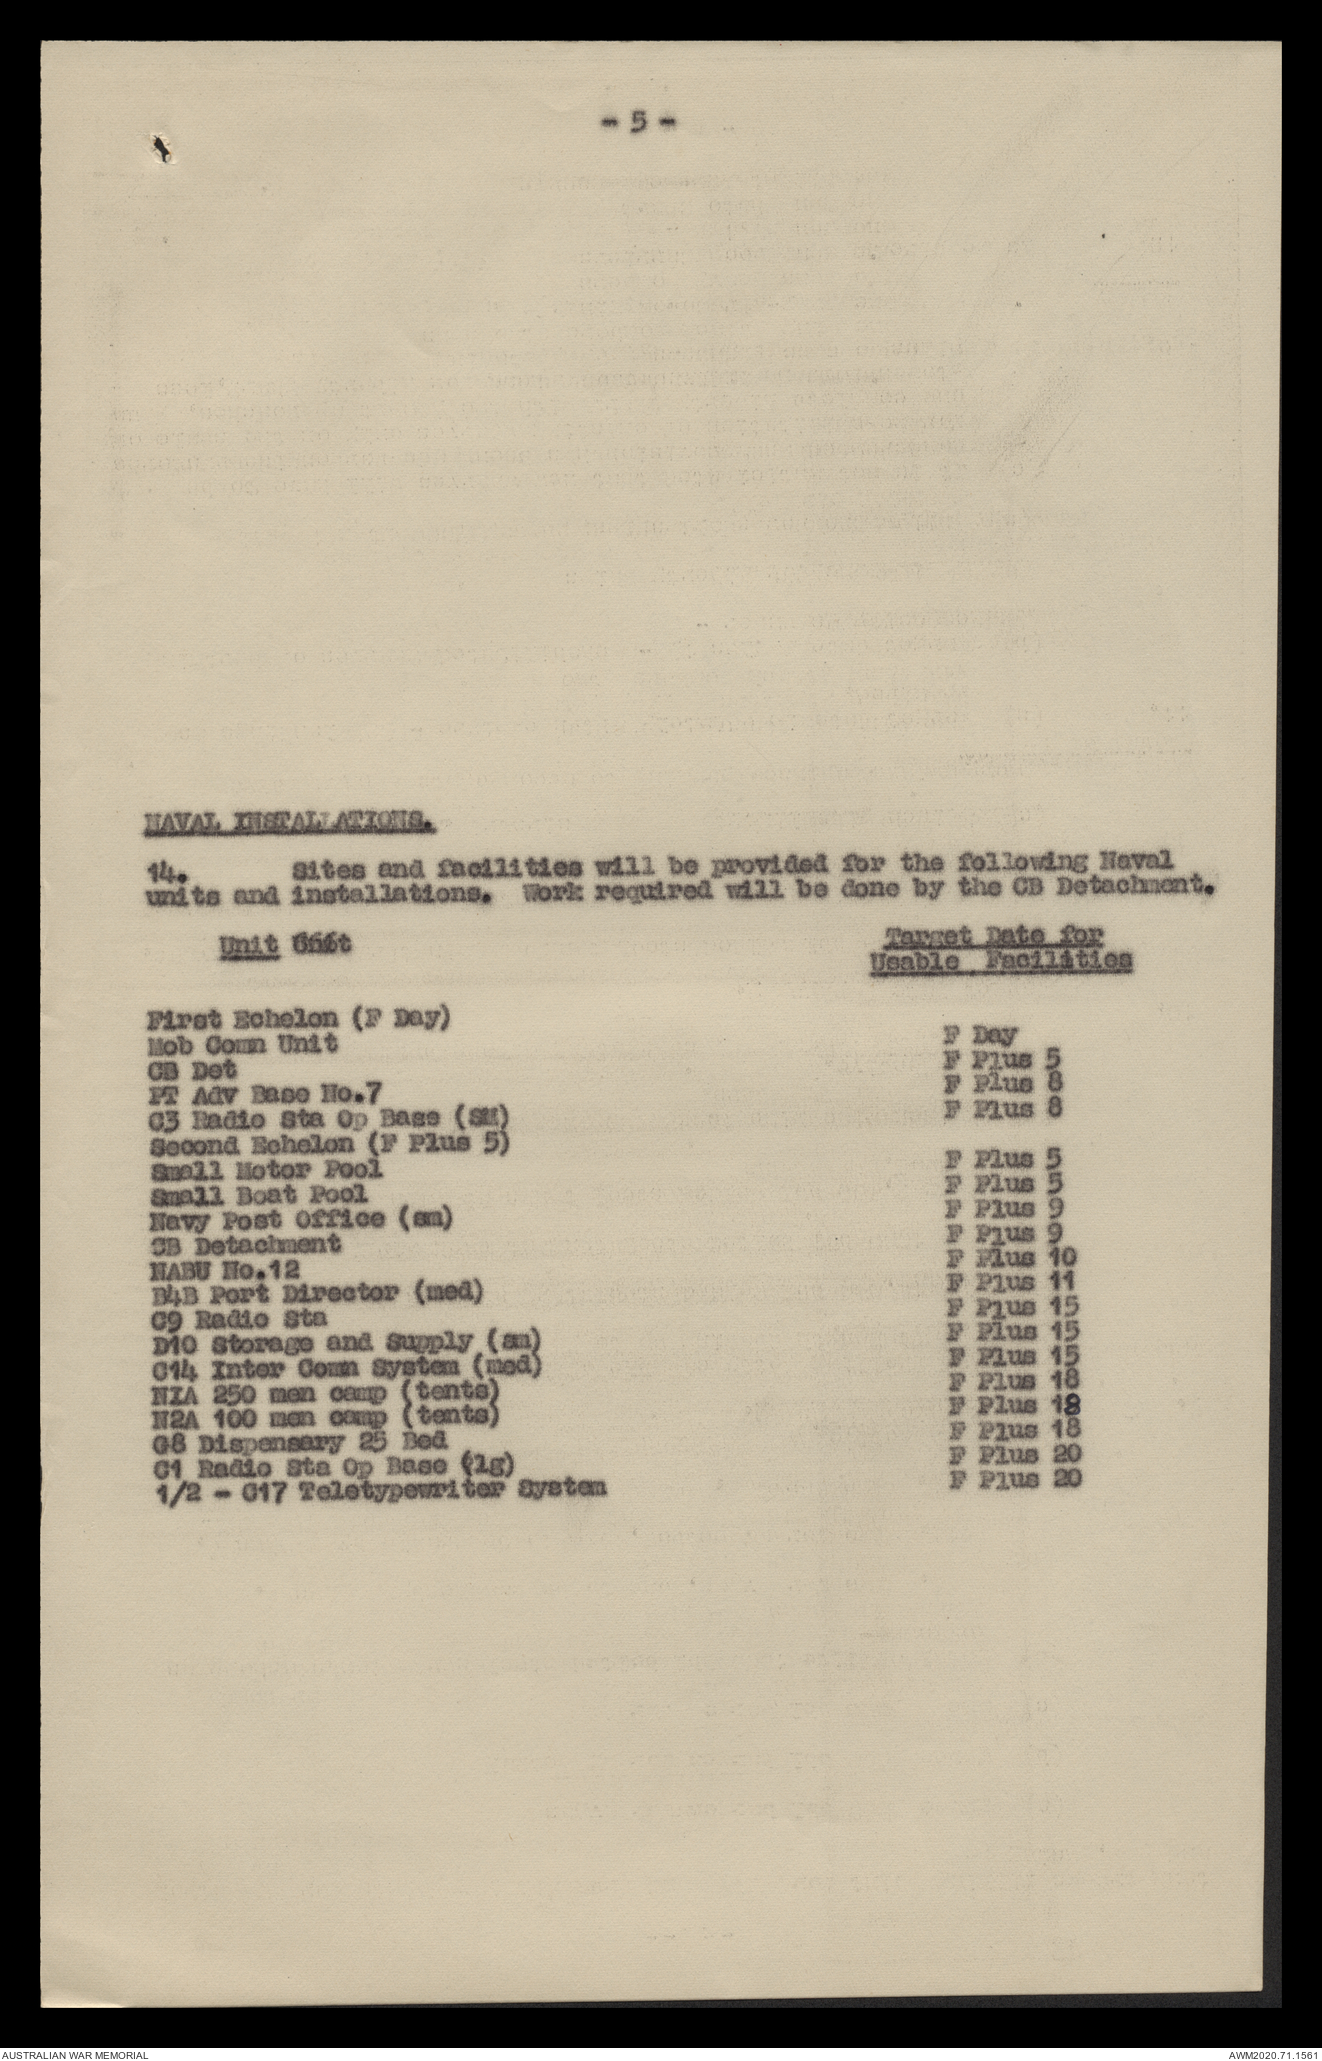 - 5 -
NAVAL INSTALLATIONS.
14. Sites and facilities will be provided for the following Naval
units and installations. Work required will be done by the CB Detachment.
Unit Target Date for
Usable Facilities
First Echelon (F Day)
Mob Comn Unit F Day
CB Det F Plus 5
PT Adv Base No.7 F Plus 8
C3 Radio Sta Op Base (SM) F Plus 8
Second Echelon (F Plus 5)
Small Motor Pool F Plus 5
Small Boat Pool F Plus 5
Navy Post Office (sm) F Plus 9
CB Detachment F Plus 9
NABU No.12 F Plus 10
B4B Port Director (med) F Plus 11
C9 Radio Sta F Plus 15
D10 Storage and Supply (sm) F Plus 15
C14 Inter Comn System (med) F Plus 15
NIA 250 men camp (tents) F Plus 18
N2A 100 men camp (tents) F Plus 18
G8 Dispensary 25 Bed F Plus 18
C1 Radio Sta Op Base (lg) F Plus 20
1/2 - C17 Teletypewriter System F Plus 20
AUSTRALIAN WAR MEMORIAL AWM2020.71.1561